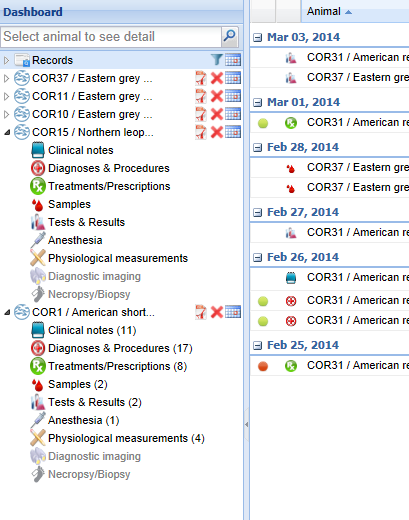 Dashboard
Select animal to see detail
Records
COR37 / Eastern grey ...
COR11 / Eastern grey ...
COR10 / Eastern grey ...
COR15 / Northern leop...
Clinical notes
Diagnoses & Procedures
Treatments/Prescriptions
Samples
Tests & Results
Anesthesia
Physiological measurements
Diagnostic imaging
Necropsy/Biopsy
COR1 / American short...
Clinical notes (11)
Diagnoses & Procedures (17)
Treatments/Prescriptions (8)
Samples (2)
Tests & Results (2)
Anesthesia (1)
Physiological measurements (4)
Diagnostic imaging
Necropsy/Biopsy
Animal
Mar 03, 2014
COR31 / American re
COR37 / Eastern gre
Mar 01, 2014
COR31 / American re
Feb 28, 2014
COR37 / Eastern gre
COR37 / Eastern gre
Feb 27, 2014
COR31 / American re
Feb 26, 2014
COR31 / American re
COR31 / American re
COR31 / American re
Feb 25, 2014
COR31 / American re